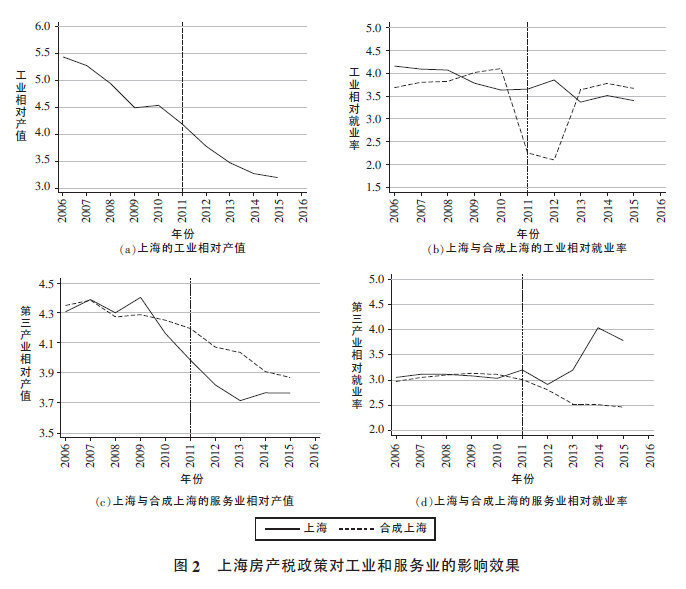 6.0
5.5
5.0
4.5
4.0
3.5
3.0
工业相对产值
2006 2007 2008 2009 2010 2011 2012 2013 2014 2015 2016
年份
(a)上海的工业相对产值
5.0
4.5
4.0
3.5
3.0
2.5
2.0
1.5
工业相对就业率
2006 2007 2008 2009 2010 2011 2012 2013 2014 2015 2016
年份
(b)上海与合成上海的工业相对就业率
4.5
4.3
4.1
3.9
3.7
3.5
第三产业相对产值
2006 2007 2008 2009 2010 2011 2012 2013 2014 2015 2016
年份
(c)上海与合成上海的服务业相对产值
5.0
4.5
4.0
3.5
3.0
2.5
2.0
第三产业相对就业率
2006 2007 2008 2009 2010 2011 2012 2013 2014 2015 2016
年份
(d)上海与合成上海的服务业相对就业率
上海 合成上海
图2 上海房产税政策对工业和服务业的影响效果